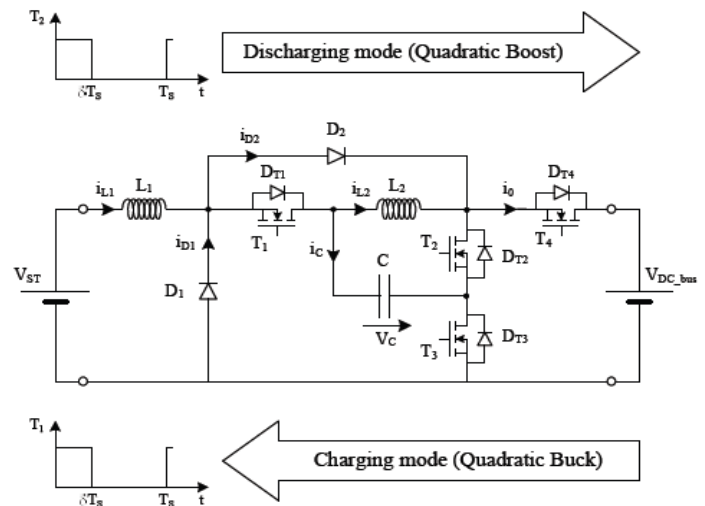 T2
δTS TS t
Discharging mode (Quadratic Boost)
iD2 D2
iL1 L1 DT1 iL2 L2 i0 DT4
T1 T2 T4
iD1 iC C DT2
VST D1 VDC_bus
VC T3 DT3
T1
δTS TS t
Charging mode (Quadratic Buck)